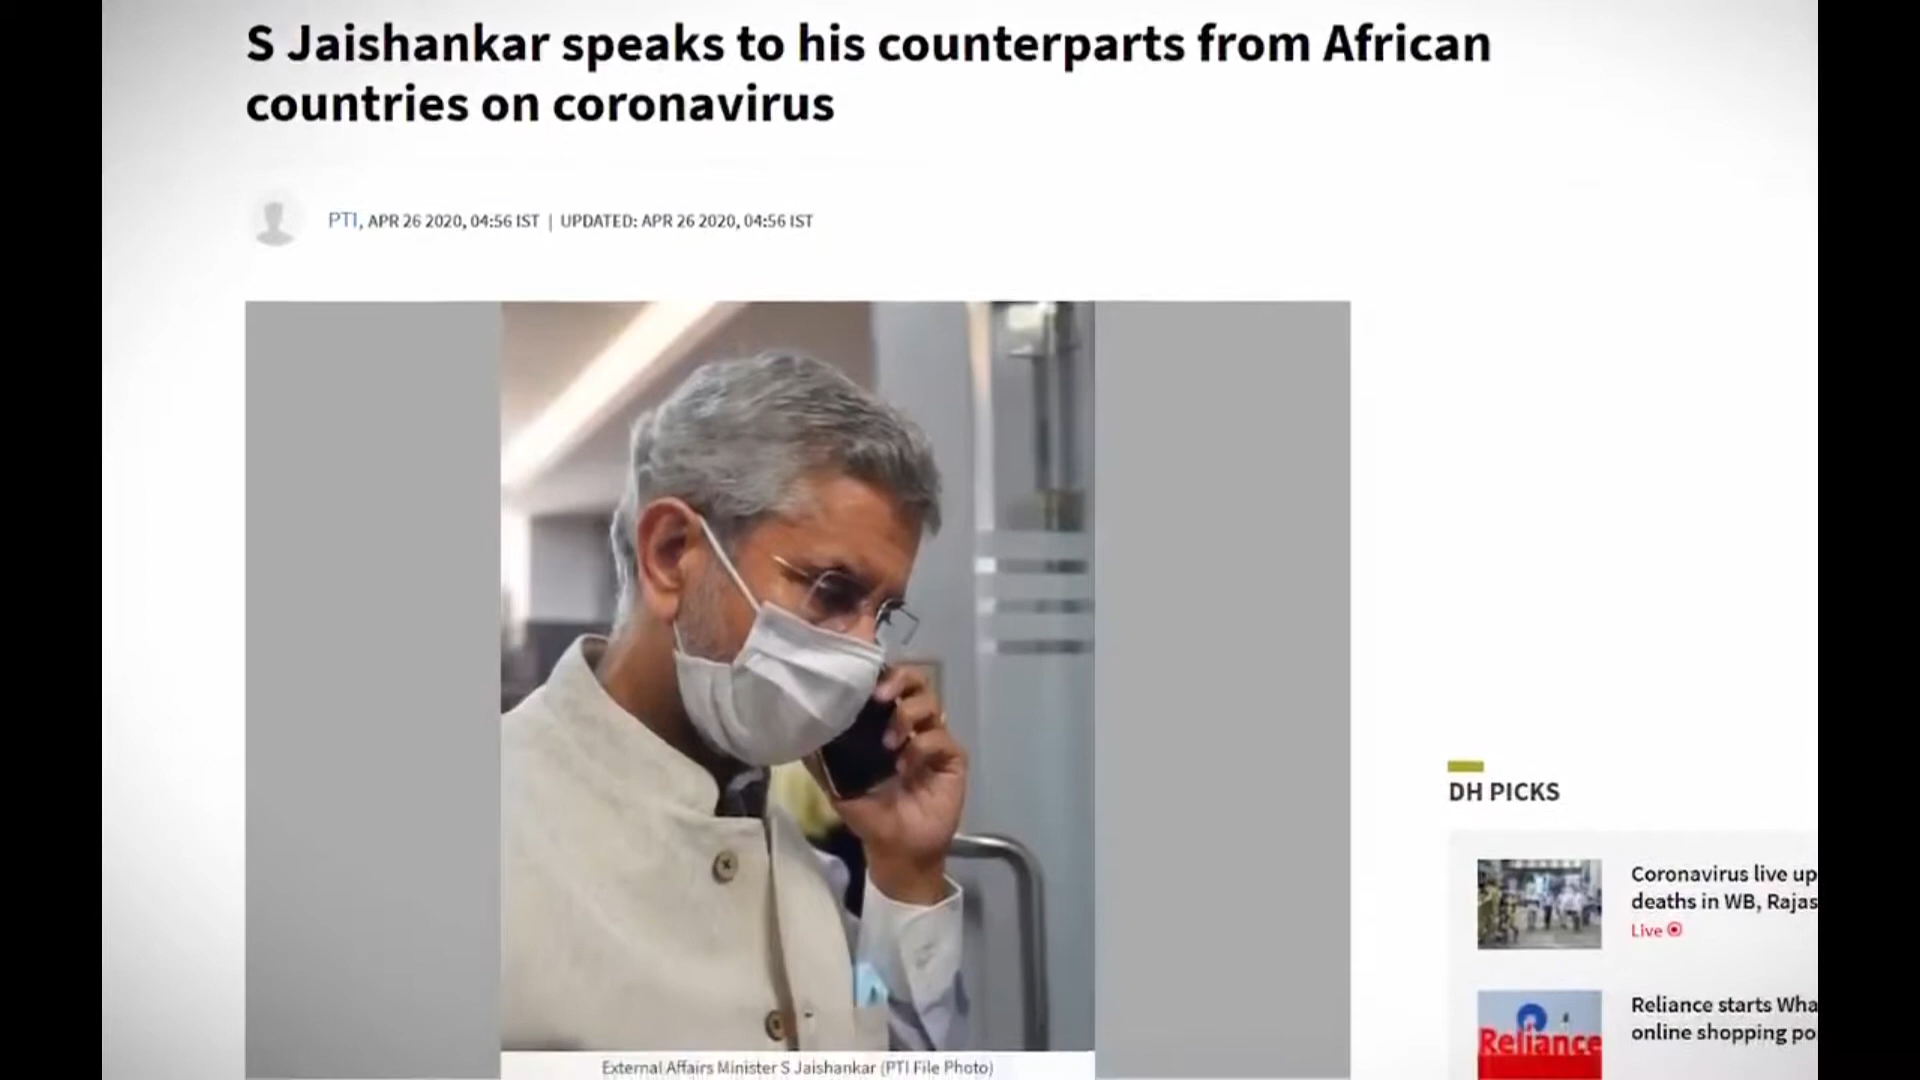 S Jaishankar speaks to his counterparts from African
countries on coronavirus
PTI, APR 26 2020, 04:56 IST | UPDATED: APR 26 2020, 04:56 IST
External Affairs Minister S Jaishankar (PTI File Photo)
DH PICKS
Coronavirus live up
deaths in WB, Rajas
Live
Reliance starts Wha
online shopping po
Reliance